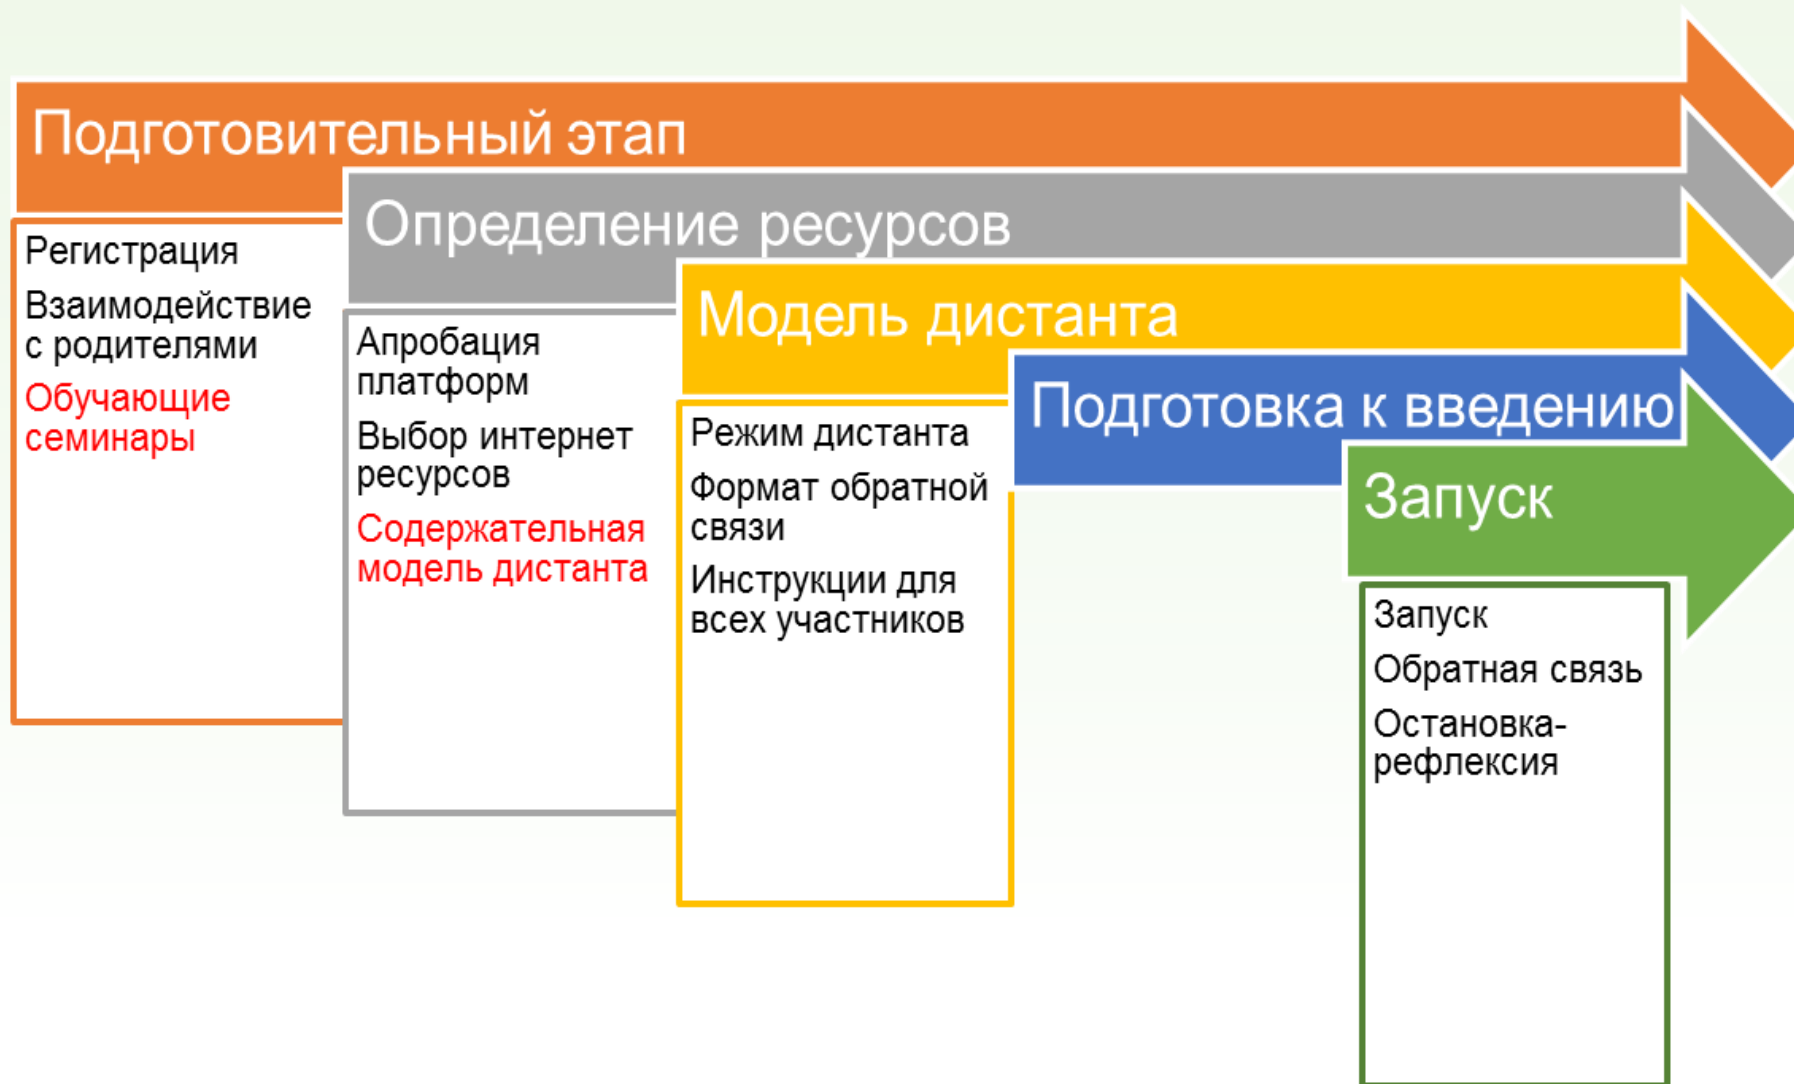 Подготовительный этап
Регистрация
Взаимодействие
с родителями
Обучающие
семинары
Определение ресурсов
Апробация
платформ
Выбор интернет
ресурсов
Содержательная
модель дистанта
Модель дистанта
Режим дистанта
Формат обратной
связи
Инструкции для
всех участников
Подготовка к введению
Запуск
Запуск
Обратная связь
Остановка-
рефлексия